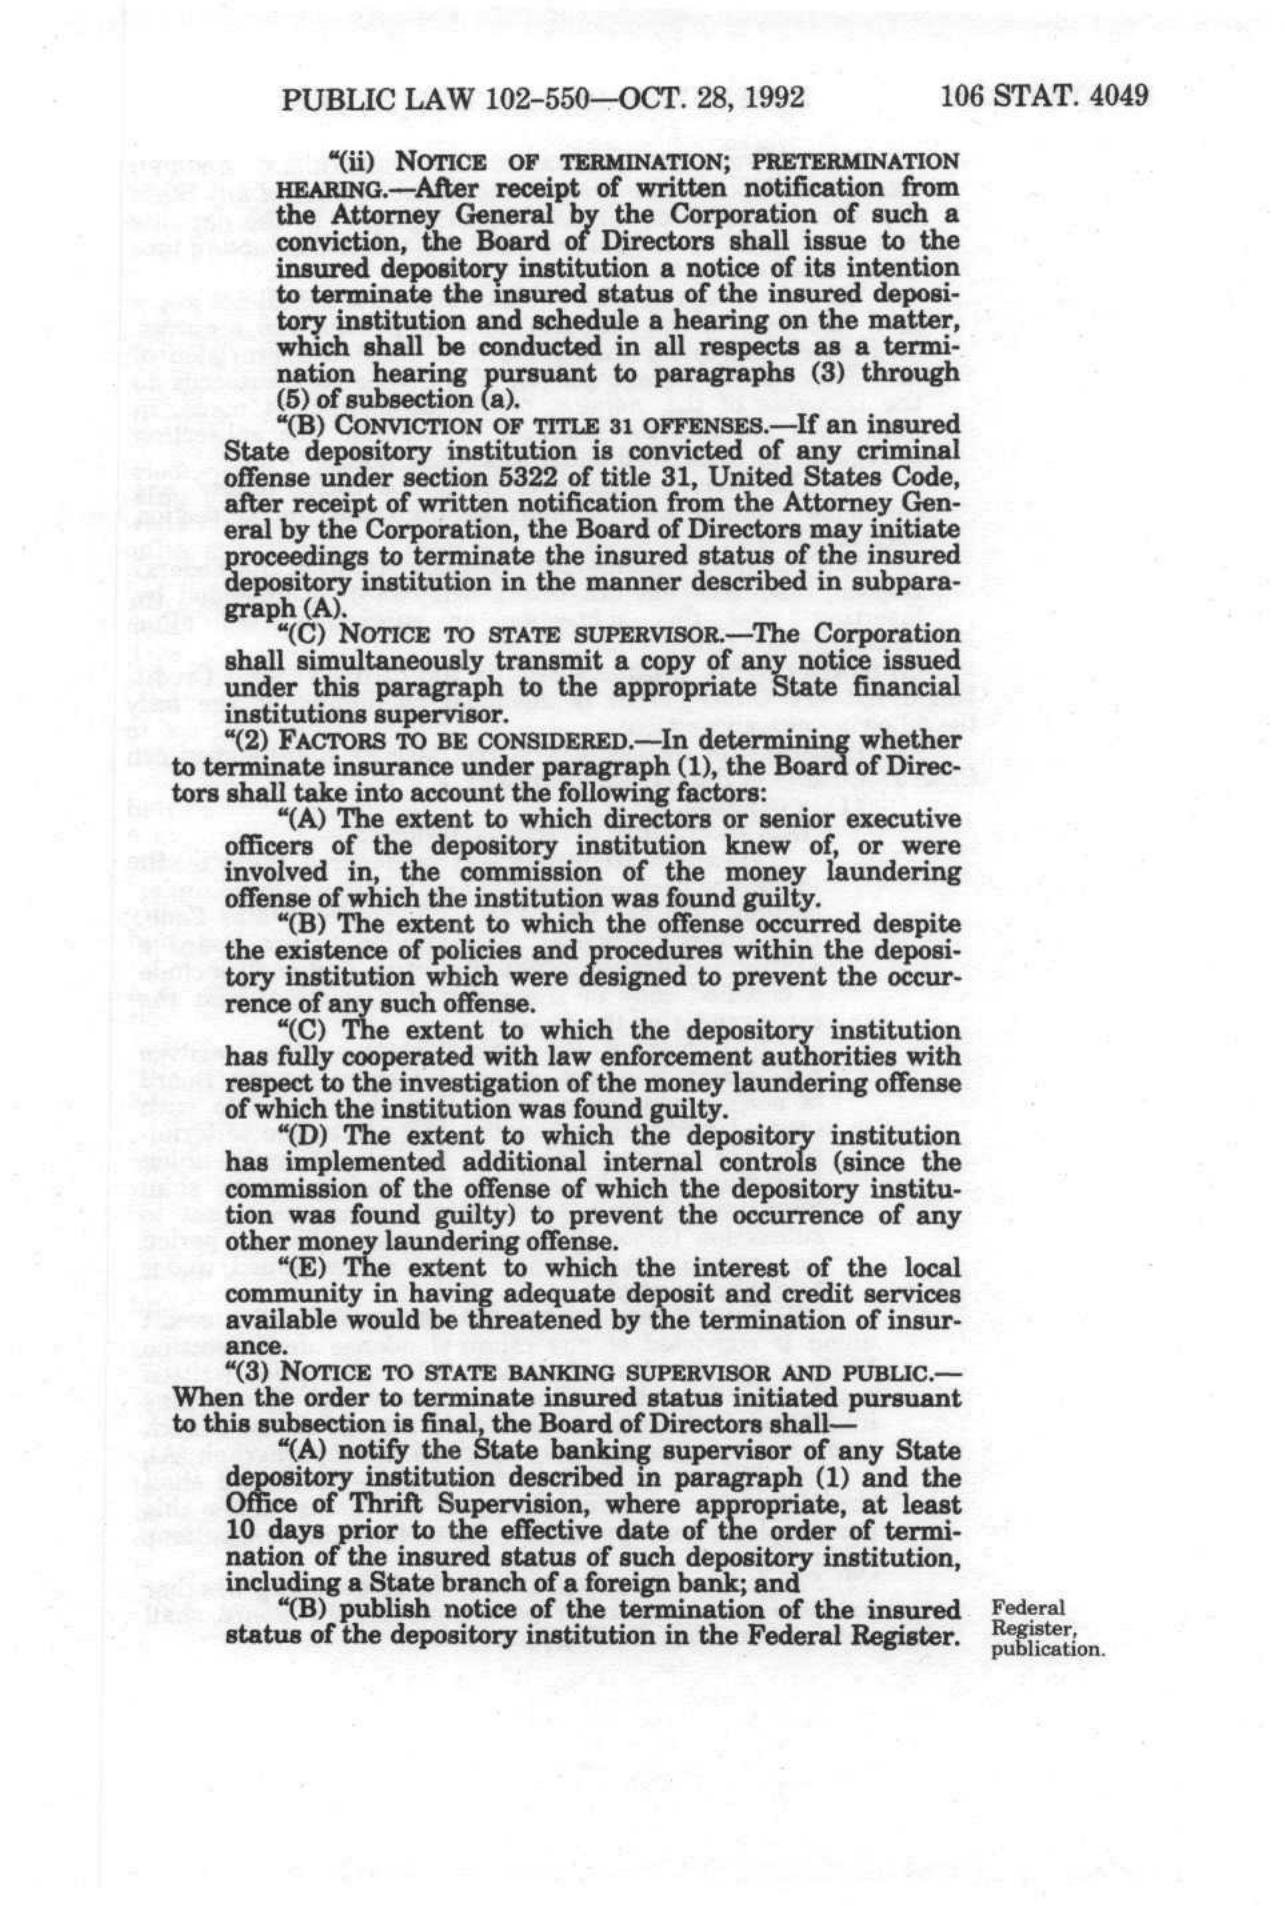 PUBLIC LAW 102–550—OCT. 28, 1992 106 STAT. 4049
"(ii) NOTICE OF TERMINATION; PRETERMINATION
HEARING.—After receipt of written notification from
the Attorney General by the Corporation of such a
conviction, the Board of Directors shall issue to the
insured depository institution a notice of its intention
to terminate the insured status of the insured deposi-
tory institution and schedule a hearing on the matter,
which shall be conducted in all respects as a termi-
nation hearing pursuant to paragraphs (3) through
(5) of subsection (a).
"(B) CONVICTION OF TITLE 31 OFFENSES.—If an insured
State depository institution is convicted of any criminal
offense under section 5322 of title 31, United States Code,
after receipt of written notification from the Attorney Gen-
eral by the Corporation, the Board of Directors may initiate
proceedings to terminate the insured status of the insured
depository institution in the manner described in subpara-
graph (A).
"(C) NOTICE TO STATE SUPERVISOR.—The Corporation
shall simultaneously transmit a copy of any notice issued
under this paragraph to the appropriate State financial
institutions supervisor.
"(2) FACTORS TO BE CONSIDERED.—In determining whether
to terminate insurance under paragraph (1), the Board of Direc-
tors shall take into account the following factors:
"(A) The extent to which directors or senior executive
officers of the depository institution knew of, or were
involved in, the commission of the money laundering
offense of which the institution was found guilty.
"(B) The extent to which the offense occurred despite
the existence of policies and procedures within the deposi-
tory institution which were designed to prevent the occur-
rence of any such offense.
"(C) The extent to which the depository institution
has fully cooperated with law enforcement authorities with
respect to the investigation of the money laundering offense
of which the institution was found guilty.
"(D) The extent to which the depository institution
has implemented additional internal controls (since the
commission of the offense of which the depository institu-
tion was found guilty) to prevent the occurrence of any
other money laundering offense.
"(E) The extent to which the interest of the local
community in having adequate deposit and credit services
available would be threatened by the termination of insur-
ance.
"(3) NOTICE TO STATE BANKING SUPERVISOR AND PUBLIC.—
When the order to terminate insured status initiated pursuant
to this subsection is final, the Board of Directors shall—
"(A) notify the State banking supervisor of any State
depository institution described in paragraph (1) and the
Office of Thrift Supervision, where appropriate, at least
10 days prior to the effective date of the order of termi-
nation of the insured status of such depository institution,
including a State branch of a foreign bank; and
"(B) publish notice of the termination of the insured
status of the depository institution in the Federal Register.
Federal
Register,
publication.